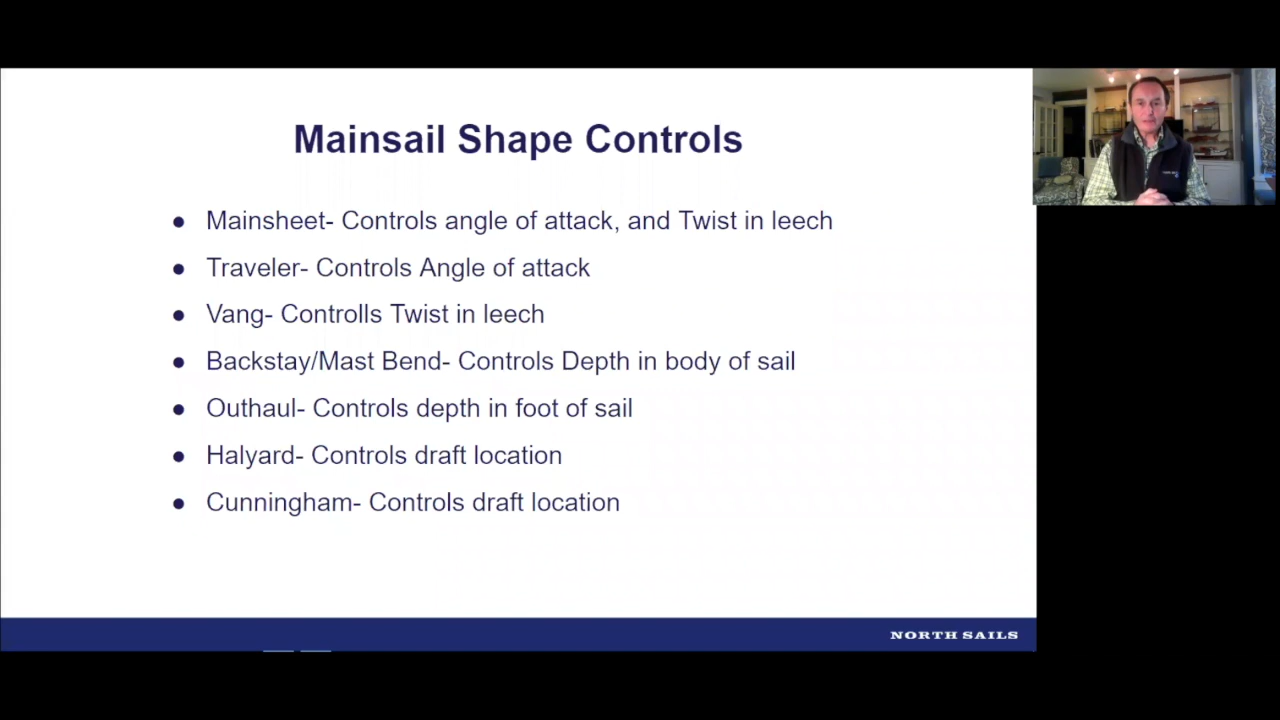 Mainsail Shape Controls
● Mainsheet- Controls angle of attack, and Twist in leech
● Traveler- Controls Angle of attack
● Vang- Controlls Twist in leech
● Backstay/Mast Bend- Controls Depth in body of sail
● Outhaul- Controls depth in foot of sail
● Halyard- Controls draft location
● Cunningham- Controls draft location
NORTH SAILS